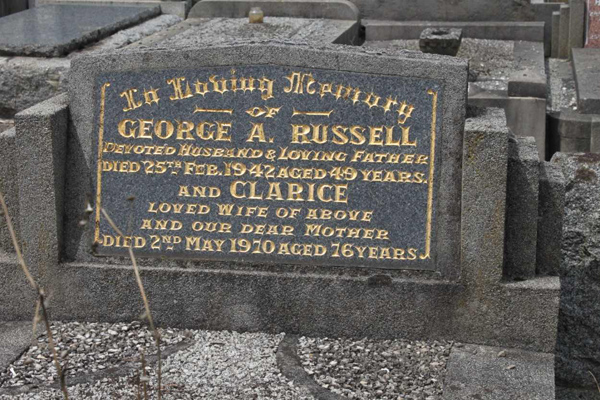 In Loving Memory
OF
GEORGE A. RUSSELL
DEVOTED HUSBAND & LOVING FATHER
DIED 25TH FEB. 1942 AGED 49 YEARS.
AND CLARICE
LOVED WIFE OF ABOVE
AND OUR DEAR MOTHER
DIED 2ND MAY 1970 AGED 76 YEARS.